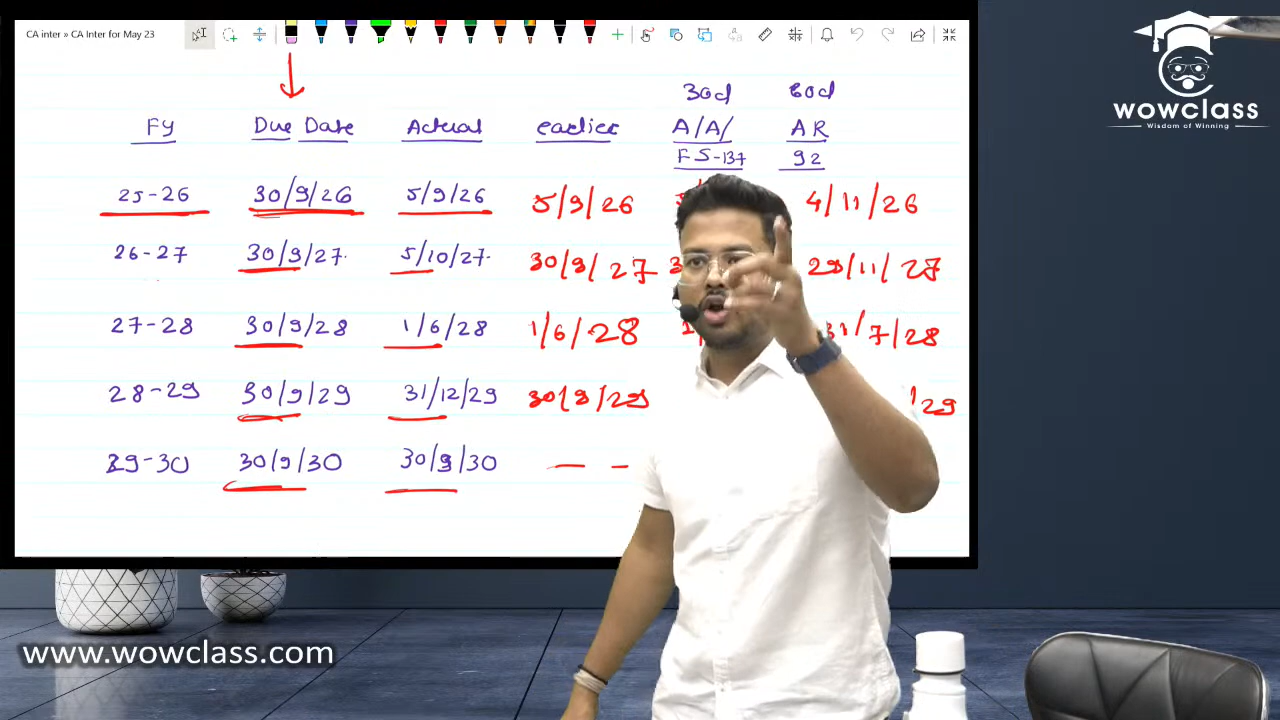 CA inter » CA Inter for May 23
wowclass
Wisdom of Winning
30d 60d
FY Due Date Actual earlier A/A/ AR
FS-137 92
25-26 30/9/26 5/9/26 5/9/26 4/11/26
26-27 30/9/27 5/10/27 30/9/27 29/11/27
27-28 30/9/28 1/6/28 1/6/28 /7/28
28-29 30/9/29 31/12/29 30/9/29 /29
29-30 30/9/30 30/9/30 — —
www.wowclass.com